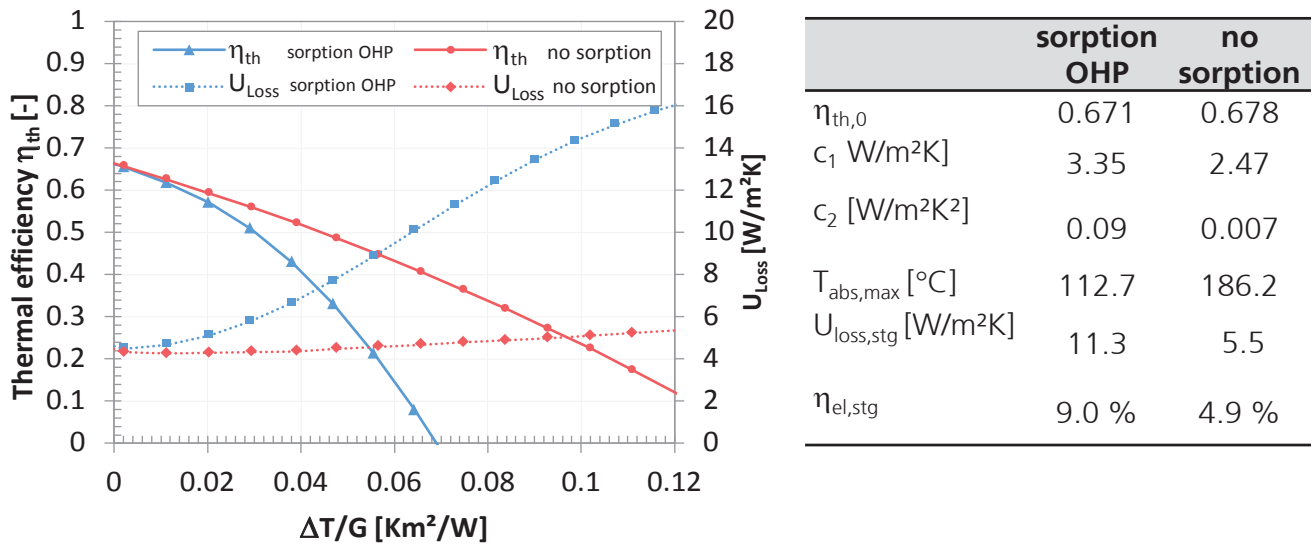 1
0.9
0.8
0.7
0.6
0.5
0.4
0.3
0.2
0.1
0
Thermal efficiency ηth [-]
ηth sorption OHP
ηth no sorption
ULoss sorption OHP
ULoss no sorption
20
18
16
14
12
10
8
6
4
2
0
ULoss [W/m²K]
0 0.02 0.04 0.06 0.08 0.1 0.12
ΔT/G [Km²/W]
sorption no
OHP sorption
ηth,0 0.671 0.678
c1 W/m²K] 3.35 2.47
c2 [W/m²K²] 0.09 0.007
Tabs,max [°C] 112.7 186.2
Uloss,stg [W/m²K] 11.3 5.5
ηel,stg 9.0 % 4.9 %